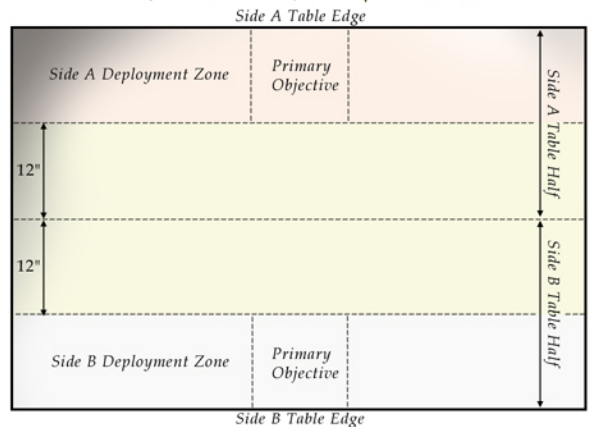 Side A Table Edge
Side A Deployment Zone
Primary
Objective
Side A Table Half
12"
12"
Side B Table Half
Side B Deployment Zone
Primary
Objective
Side B Table Edge